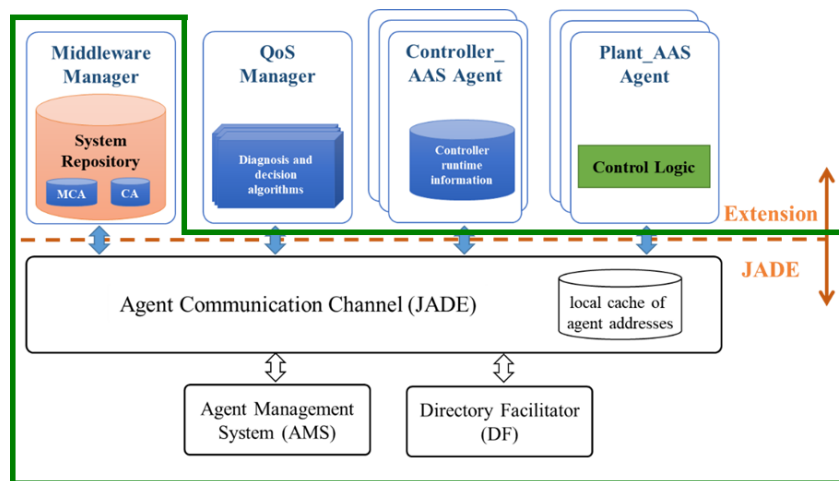 Middleware
Manager
System
Repository
MCA
CA
QoS
Manager
Diagnosis and
decision
algorithms
Controller_
AAS Agent
Controller
runtime
information
Plant_AAS
Agent
Control Logic
Extension
JADE
Agent Communication Channel (JADE)
local cache of
agent addresses
Agent Management
System (AMS)
Directory Facilitator
(DF)